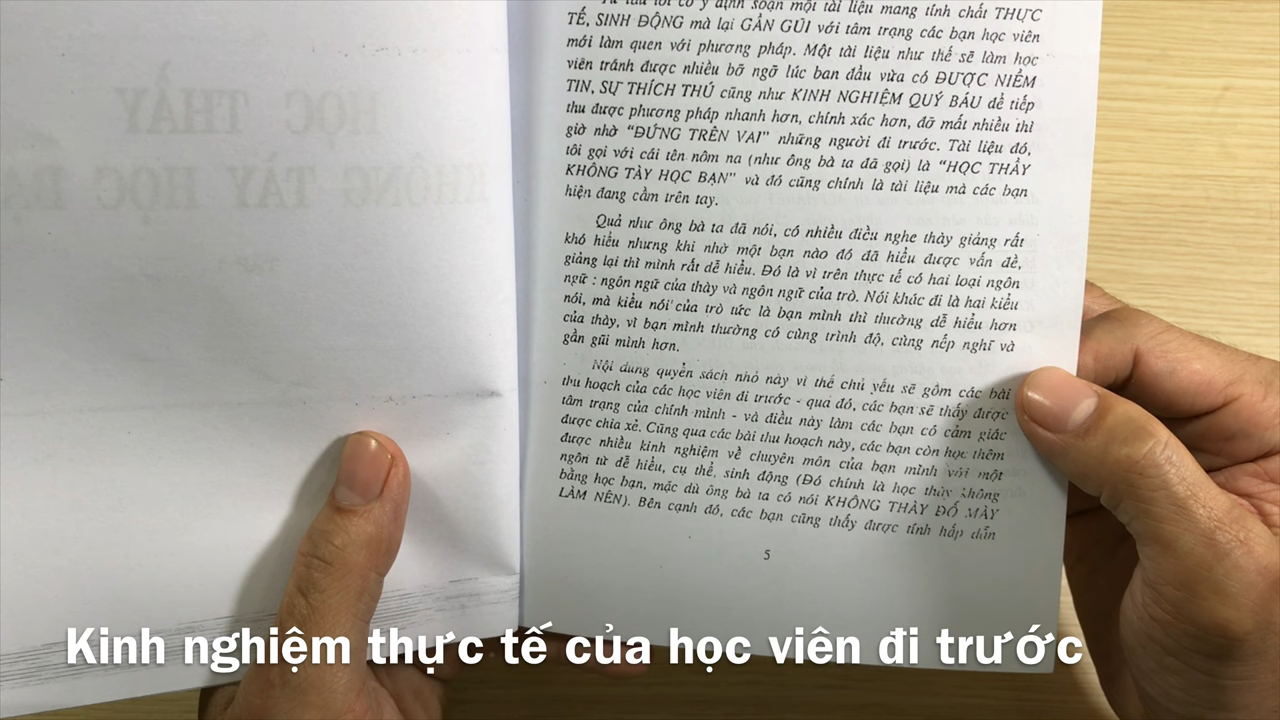 HỌC THẦY
KHÔNG TÀY HỌC BẠ
Từ lâu tôi có ý định soạn một tài liệu mang tính chất THỰC
TẾ, SINH ĐỘNG mà lại GẦN GŨI với tâm trạng các bạn học viên
mới làm quen với phương pháp. Một tài liệu như thế sẽ làm học
viên tránh được nhiều bỡ ngỡ lúc ban đầu vừa có ĐƯỢC NIỀM
TIN, SỰ THÍCH THÚ cũng như KINH NGHIỆM QUÝ BÁU để tiếp
thu được phương pháp nhanh hơn, chính xác hơn, đỡ mất nhiều thì
giờ nhờ "ĐỨNG TRÊN VAI" những người đi trước. Tài liệu đó,
tôi gọi với cái tên nôm na (như ông bà ta đã gọi) là "HỌC THẦY
KHÔNG TÀY HỌC BẠN" và đó cũng chính là tài liệu mà các bạn
hiện đang cầm trên tay.
Quả như ông bà ta đã nói, có nhiều điều nghe thày giảng rất
khó hiểu nhưng khi nhờ một bạn nào đó đã hiểu được vấn đề,
giảng lại thì mình rất dễ hiểu. Đó là vì trên thực tế có hai loại ngôn
ngữ : ngôn ngữ của thày và ngôn ngữ của trò. Nói khúc đi là hai kiểu
nói, mà kiểu nói của trò tức là bạn mình thì thường dễ hiểu hơn
của thày, vì bạn mình thường có cùng trình độ, cùng nếp nghĩ và
gần gũi mình hơn.
Nội dung quyển sách nhỏ này vì thế chủ yếu sẽ gồm các bài
thu hoạch của các học viên đi trước - qua đó, các bạn sẽ thấy được
tâm trạng của chính mình - và điều này làm các bạn có cảm giác
được chia xẻ. Cũng qua các bài thu hoạch này, các bạn còn học thêm
được nhiều kinh nghiệm về chuyên môn của bạn mình với một
ngôn từ dễ hiểu, cụ thể, sinh động (Đó chính là học thày không
bằng học bạn, mặc dù ông bà ta có nói KHÔNG THÀY ĐỐ MÀY
LÀM NÊN). Bên cạnh đó, các bạn cũng thấy được tính hấp dẫn
5
Kinh nghiệm thực tế của học viên đi trước